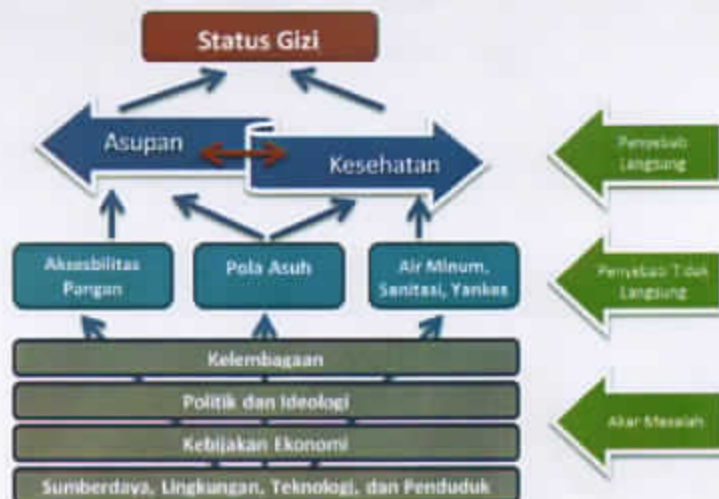 Status Gizi
Asupan
Kesehatan
Penyebab
Langsung
Aksesbilitas
Pangan
Pola Asuh
Air Minum,
Sanitasi, Yankes
Penyebab Tidak
Langsung
Kelembagaan
Politik dan Ideologi
Kebijakan Ekonomi
Akar Masalah
Sumberdaya, Lingkungan, Teknologi, dan Penduduk